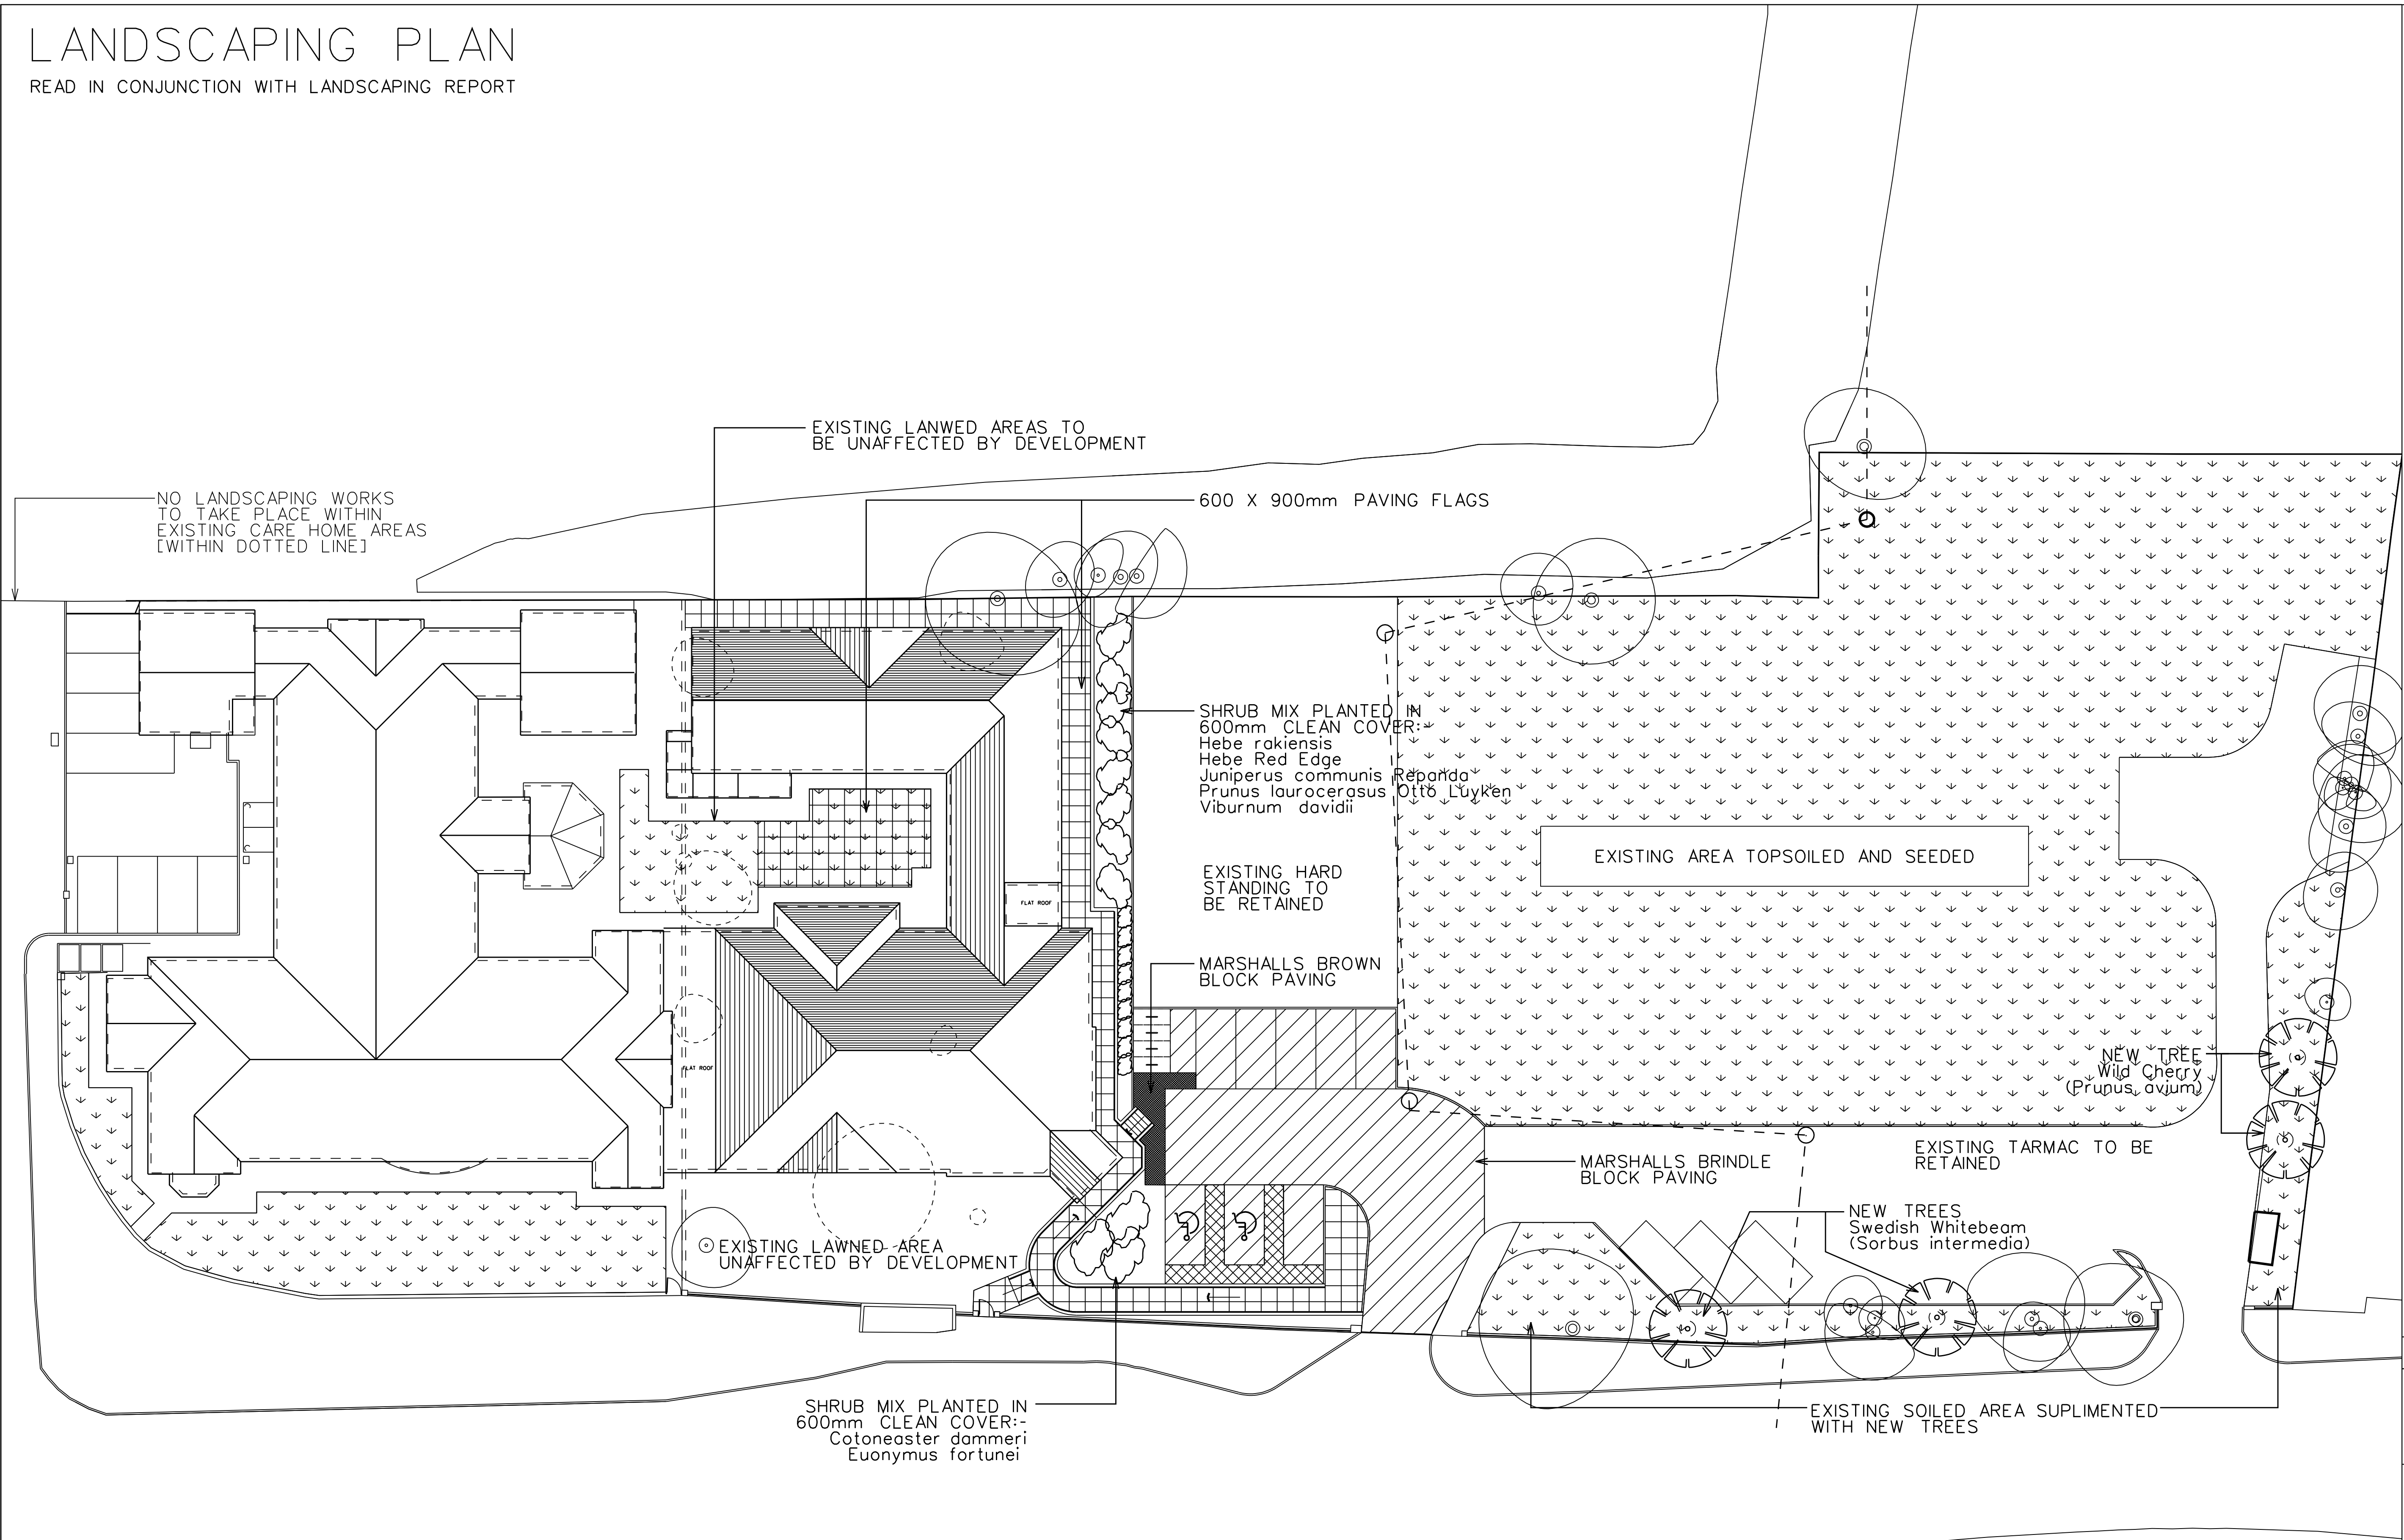 LANDSCAPING PLAN
READ IN CONJUNCTION WITH LANDSCAPING REPORT
EXISTING LANWED AREAS TO
BE UNAFFECTED BY DEVELOPMENT
NO LANDSCAPING WORKS
TO TAKE PLACE WITHIN
EXISTING CARE HOME AREAS
[WITHIN DOTTED LINE]
600 X 900mm PAVING FLAGS
SHRUB MIX PLANTED IN
600mm CLEAN COVER:-
Hebe rakiensis
Hebe Red Edge
Juniperus communis Repanda
Prunus laurocerasus Otto Luyken
Viburnum davidii
EXISTING AREA TOPSOILED AND SEEDED
EXISTING HARD
STANDING TO
BE RETAINED
FLAT ROOF
MARSHALLS BROWN
BLOCK PAVING
FLAT ROOF
NEW TREE
Wild Cherry
(Prunus avium)
EXISTING TARMAC TO BE
RETAINED
MARSHALLS BRINDLE
BLOCK PAVING
NEW TREES
Swedish Whitebeam
(Sorbus intermedia)
EXISTING LAWNED AREA
UNAFFECTED BY DEVELOPMENT
SHRUB MIX PLANTED IN
600mm CLEAN COVER:-
Cotoneaster dammeri
Euonymus fortunei
EXISTING SOILED AREA SUPLIMENTED
WITH NEW TREES